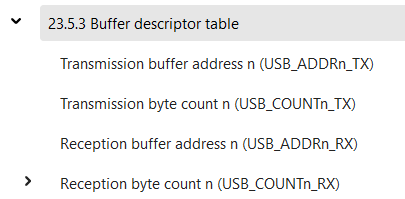 23.5.3 Buffer descriptor table
Transmission buffer address n (USB_ADDRn_TX)
Transmission byte count n (USB_COUNTn_TX)
Reception buffer address n (USB_ADDRn_RX)
Reception byte count n (USB_COUNTn_RX)